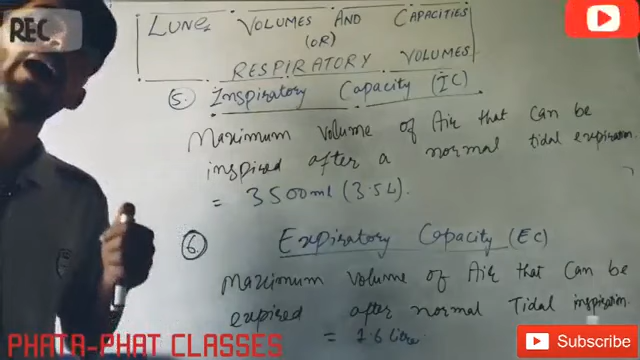 REC
LUNG VOLUMES AND CAPACITIES
(OR)
RESPIRATORY VOLUMES
5. Inspiratory Capacity (IC)
Maximum volume of Air that can be
inspired after a normal tidal expiration.
= 3500ml (3.5L).
6. Expiratory Capacity (EC)
Maximum volume of Air that can be
expired after normal Tidal inspiration.
= 1.6 litre.
PHATA-PHAT CLASSES
Subscribe